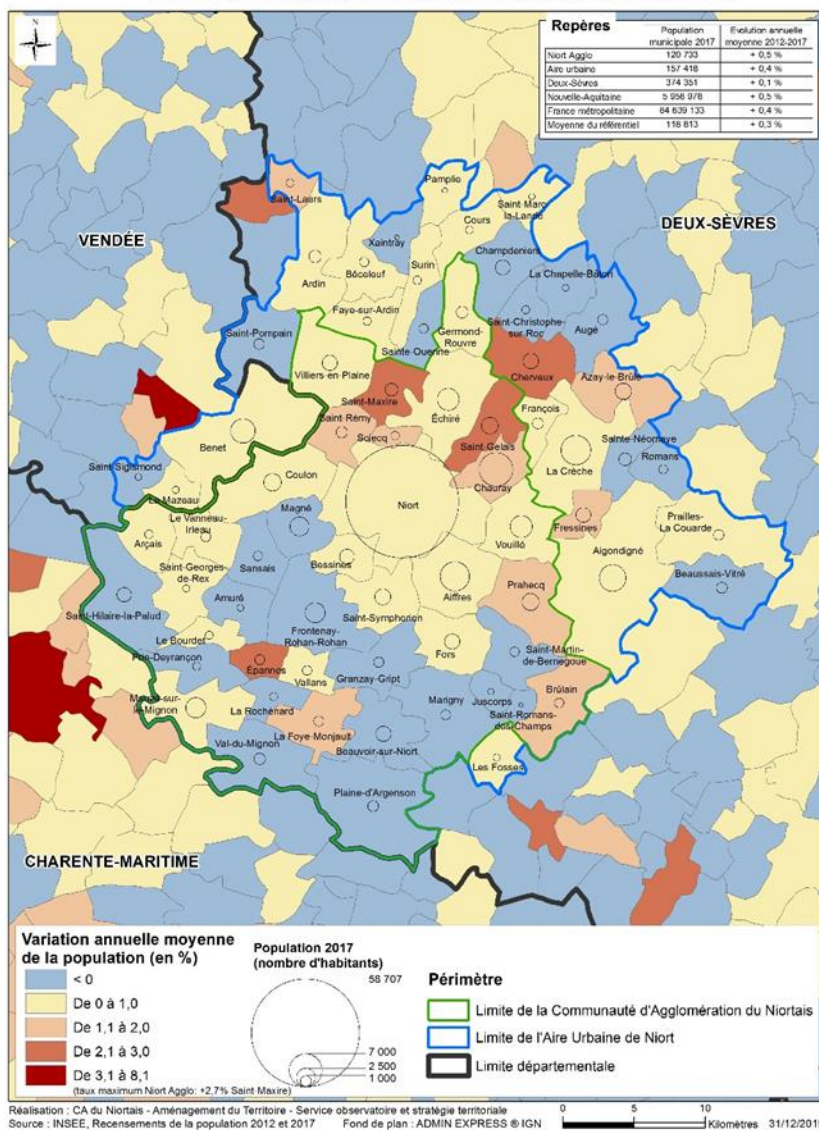 N
Repères
Population municipale 2017
Evolution annuelle moyenne 2012-2017
Niort Agglo 120 733 + 0,5 %
Aire urbaine 157 418 + 0,4 %
Deux-Sèvres 374 351 + 0,1 %
Nouvelle-Aquitaine 5 956 978 + 0,5 %
France métropolitaine 64 639 133 + 0,4 %
Moyenne du référentiel 118 813 + 0,3 %
VENDÉE
DEUX-SÈVRES
CHARENTE-MARITIME
Saint-Laurs
Pamplie
Saint-Marc-
la-Lande
Cours
Xaintray
Champdeniers
Surin
Béceleuf
Ardin
La Chapelle-Bâton
Faye-sur-Ardin
Saint-Christophe-
sur-Roc
Augé
Germond-
Rouvre
Sainte Ouenne
Saint-Pompain
Villiers-en-Plaine
Cherveux
Azay-le-Brûlé
Saint-Maxire
Échiré
François
Saint-Rémy
Sciecq
Saint-Gelais
Sainte-Néomaye
Benet
La Crèche
Romans
Saint Sigismond
Coulon
Chauray
Le Mazeau
Niort
Magné
Fressines
Prailles-
La Couarde
Le Vanneau-
Irleau
Arçais
Vouillé
Sansais
Bessines
Aigondigné
Saint-Georges-
de-Rex
Aiffres
Beaussais-Vitré
Saint-Hilaire-la-Palud
Amuré
Saint-Symphorien
Prahecq
Frontenay-
Rohan-Rohan
Le Bourdet
Fors
Saint-Martin-
de-Bernegoue
Prin-Deyrançon
Épannes
Vallans
Granzay-Gript
Mauzé-sur-
le-Mignon
La Rochénard
Marigny
Juscorps
Brûlain
Saint-Romans-
des-Champs
La Foye-Monjault
Val-du-Mignon
Beauvoir-sur-Niort
Les Fosses
Plaine-d'Argenson
Variation annuelle moyenne
de la population (en %)
< 0
De 0 à 1,0
De 1,1 à 2,0
De 2,1 à 3,0
De 3,1 à 8,1
(taux maximum Niort Agglo: +2,7% Saint-Maxire)
Population 2017
(nombre d'habitants)
58 707
7 000
2 500
1 000
Périmètre
Limite de la Communauté d'Agglomération du Niortais
Limite de l'Aire Urbaine de Niort
Limite départementale
Réalisation : CA du Niortais - Aménagement du Territoire - Service observatoire et stratégie territoriale
Source : INSEE, Recensements de la population 2012 et 2017 Fond de plan : ADMIN EXPRESS ® IGN
0 5 10
Kilomètres